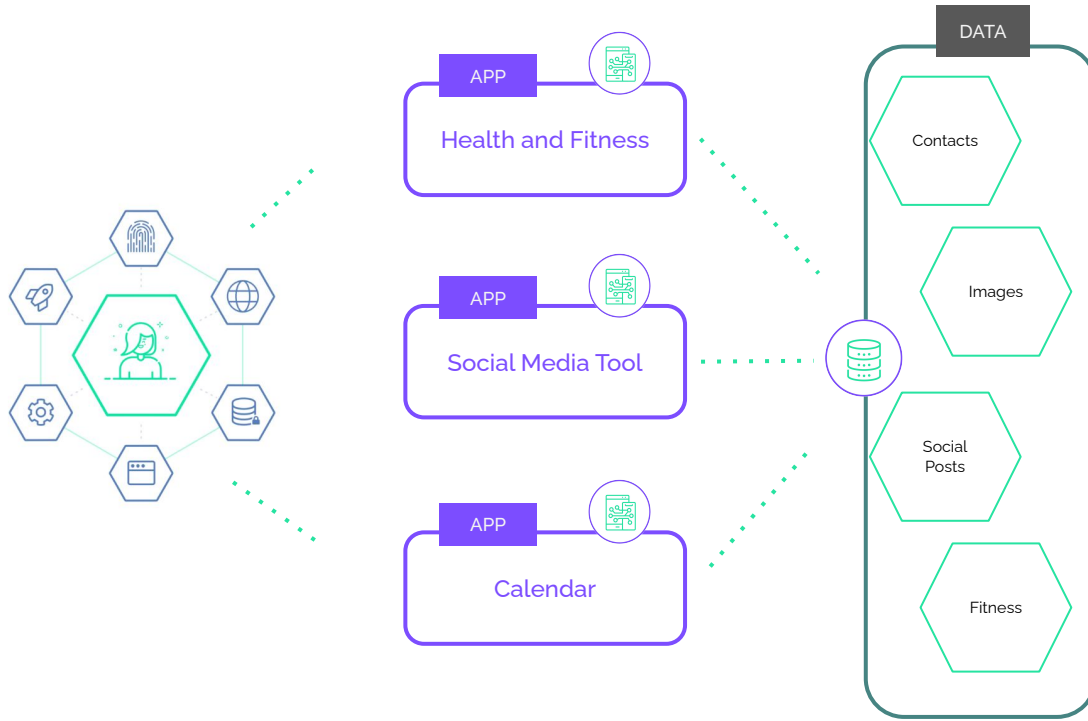 DATA
APP
Health and Fitness
Contacts
Images
APP
Social Media Tool
Social
Posts
APP
Calendar
Fitness